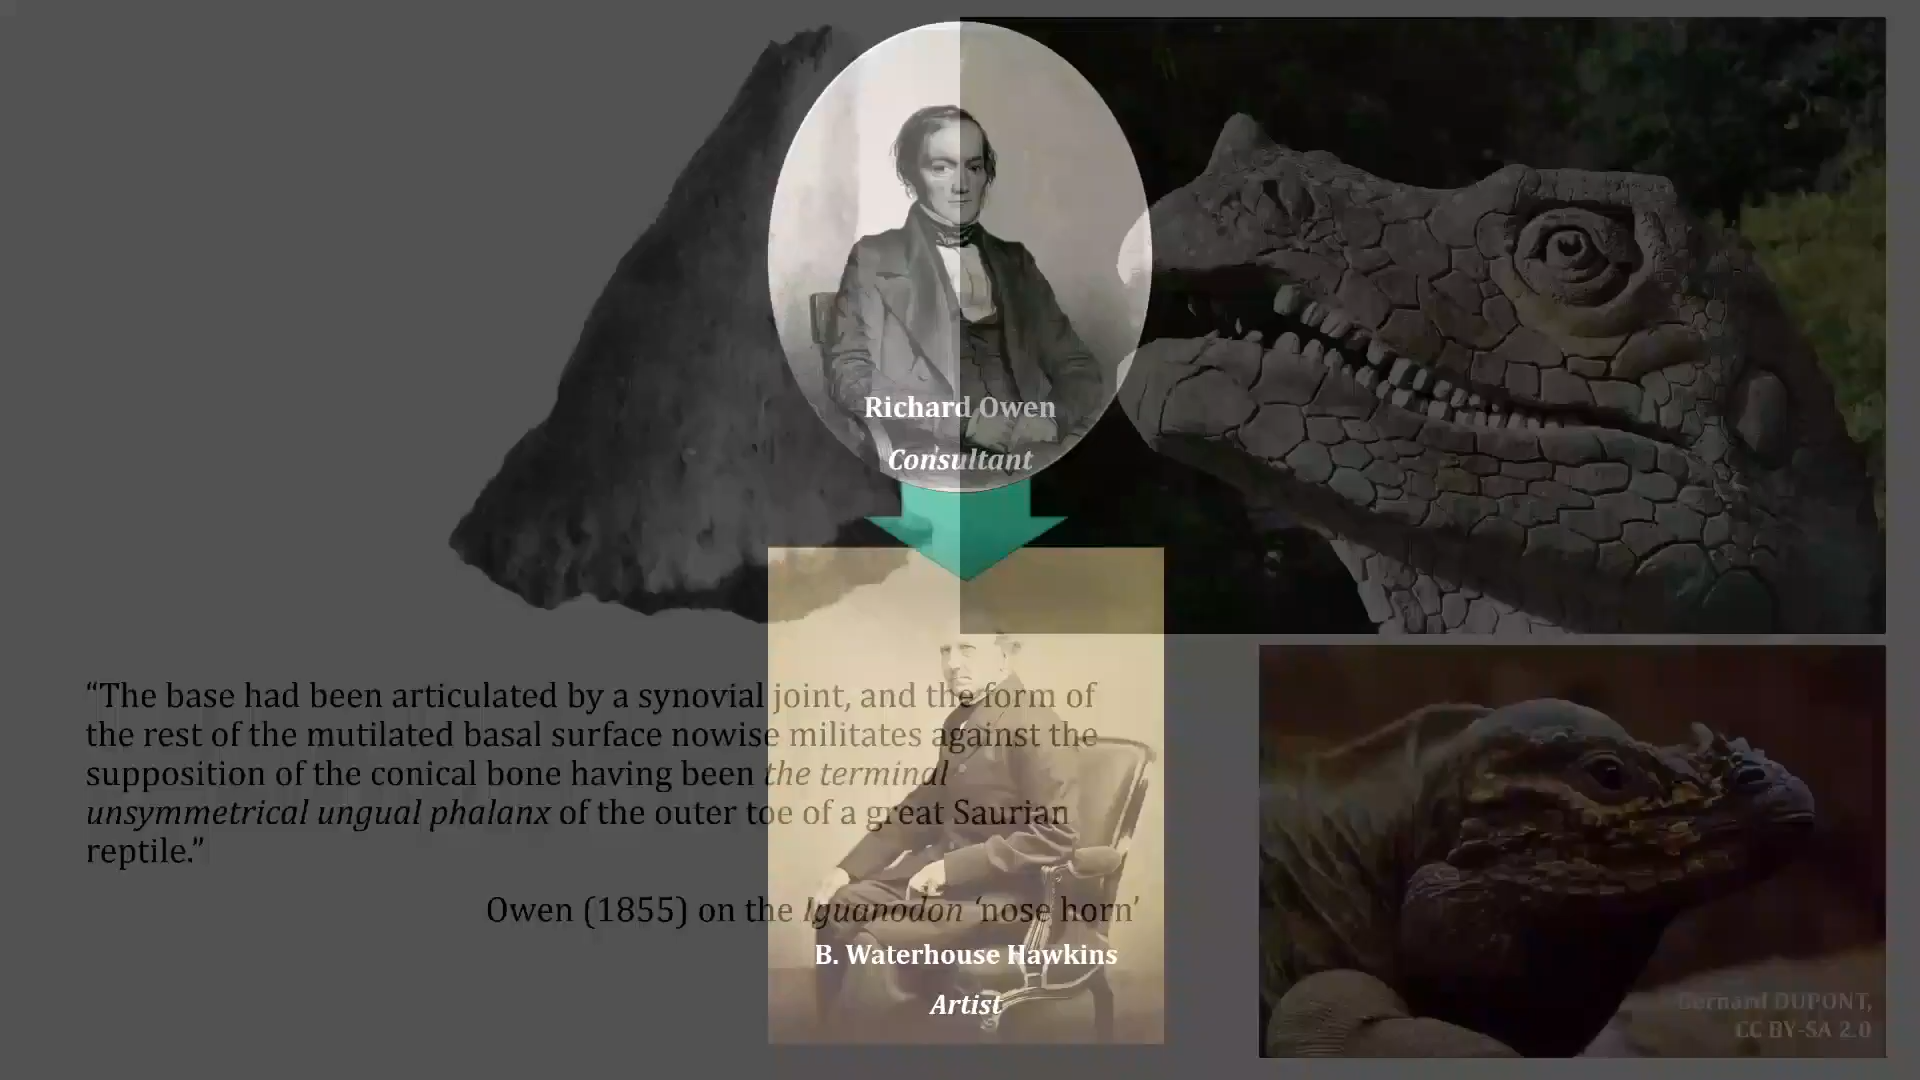 Richard Owen
Consultant
“The base had been articulated by a synovial joint, and the form of
the rest of the mutilated basal surface nowise militates against the
supposition of the conical bone having been the terminal
unsymmetrical ungual phalanx of the outer toe of a great Saurian
reptile.”
Owen (1855) on the Iguanodon ‘nose horn’
B. Waterhouse Hawkins
Artist
Bernard DUPONT,
CC BY-SA 2.0